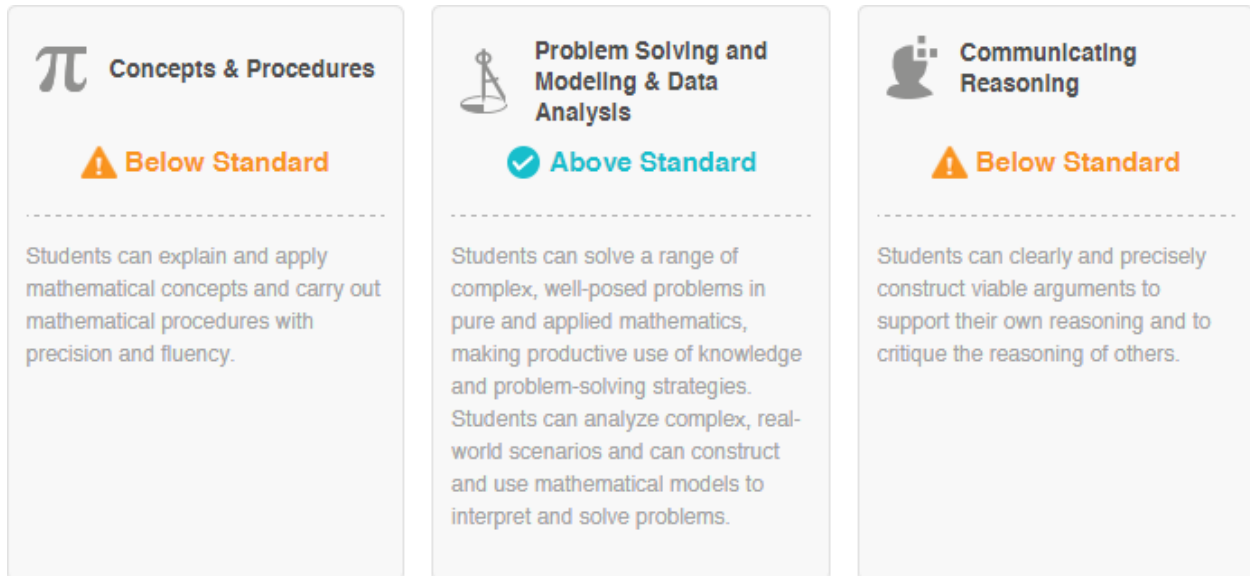 Concepts & Procedures
Below Standard
Students can explain and apply
mathematical concepts and carry out
mathematical procedures with
precision and fluency.
Problem Solving and
Modeling & Data
Analysis
Above Standard
Students can solve a range of
complex, well-posed problems in
pure and applied mathematics,
making productive use of knowledge
and problem-solving strategies.
Students can analyze complex, real-
world scenarios and can construct
and use mathematical models to
interpret and solve problems.
Communicating
Reasoning
Below Standard
Students can clearly and precisely
construct viable arguments to
support their own reasoning and to
critique the reasoning of others.